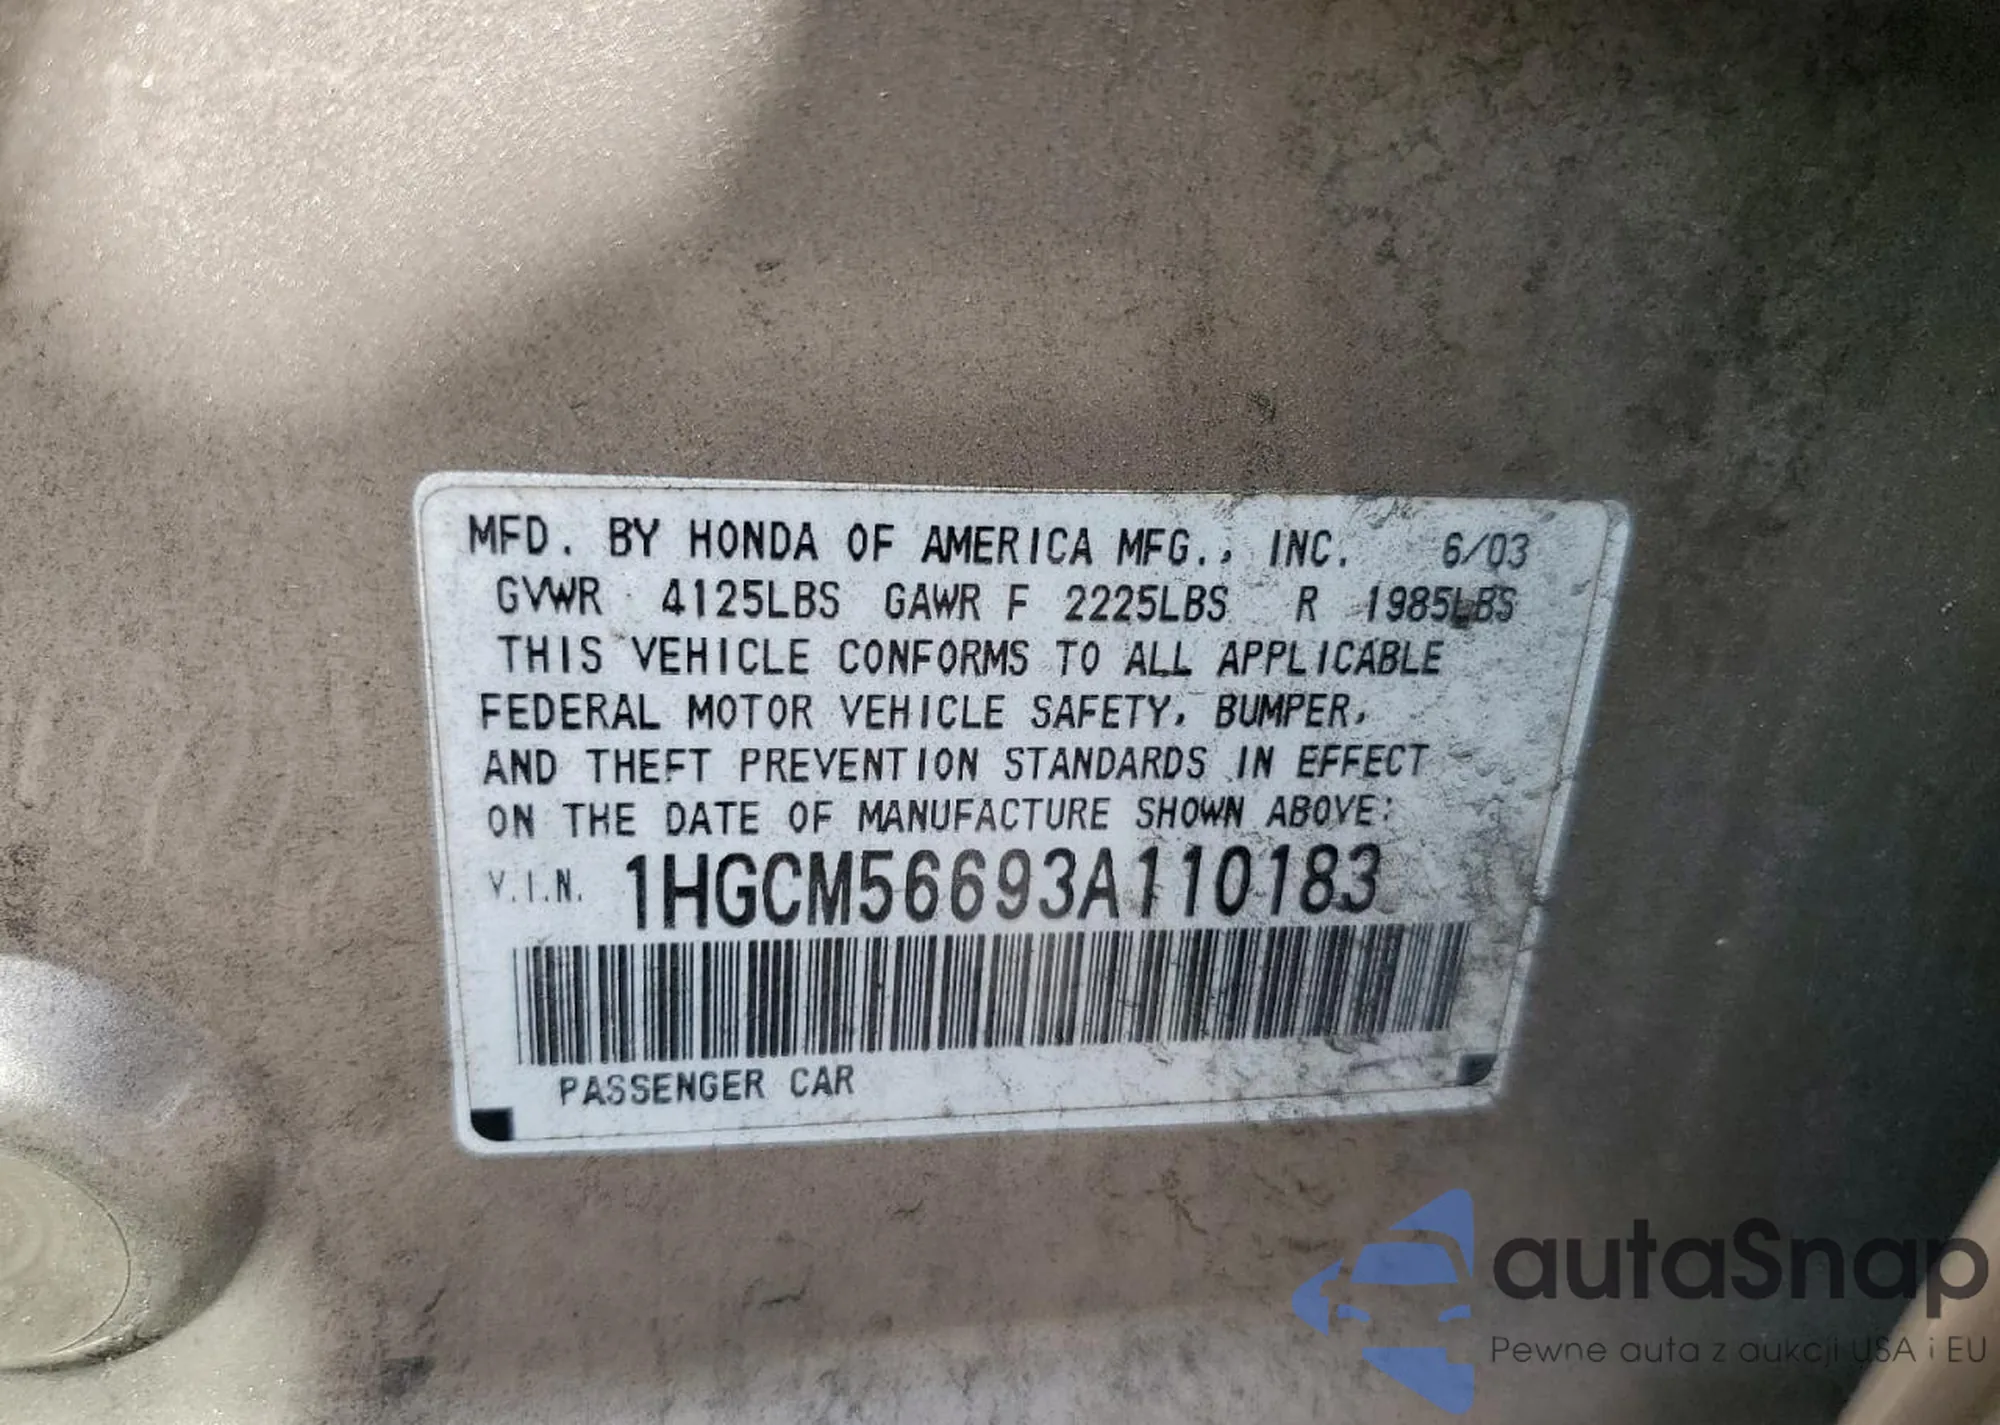 MFD. BY HONDA OF AMERICA MFG., INC. 6/03
GVWR 4125LBS GAWR F 2225LBS R 1985LBS
THIS VEHICLE CONFORMS TO ALL APPLICABLE
FEDERAL MOTOR VEHICLE SAFETY, BUMPER,
AND THEFT PREVENTION STANDARDS IN EFFECT
ON THE DATE OF MANUFACTURE SHOWN ABOVE:
V.I.N. 1HGCM56693A110183
PASSENGER CAR
autaSnap
Pewne auta z aukcji USA i EU